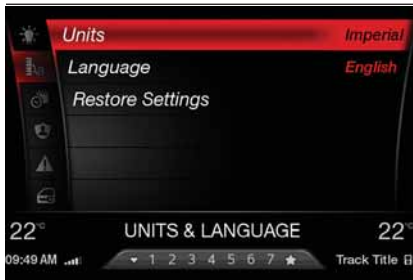 Units Imperial
Language English
Restore Settings
22°C UNITS & LANGUAGE 22°C
09:49 AM 1 2 3 4 5 6 7 Track Title